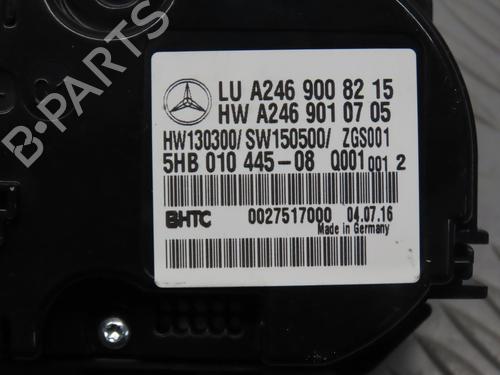 B-PARTS
LU A246 900 82 15
HW A246 901 07 05
HW130300/ SW150500/ ZGS001
5HB 010 445-08 Q001 001 2
BHTC 0027517000 04.07.16
Made in Germany